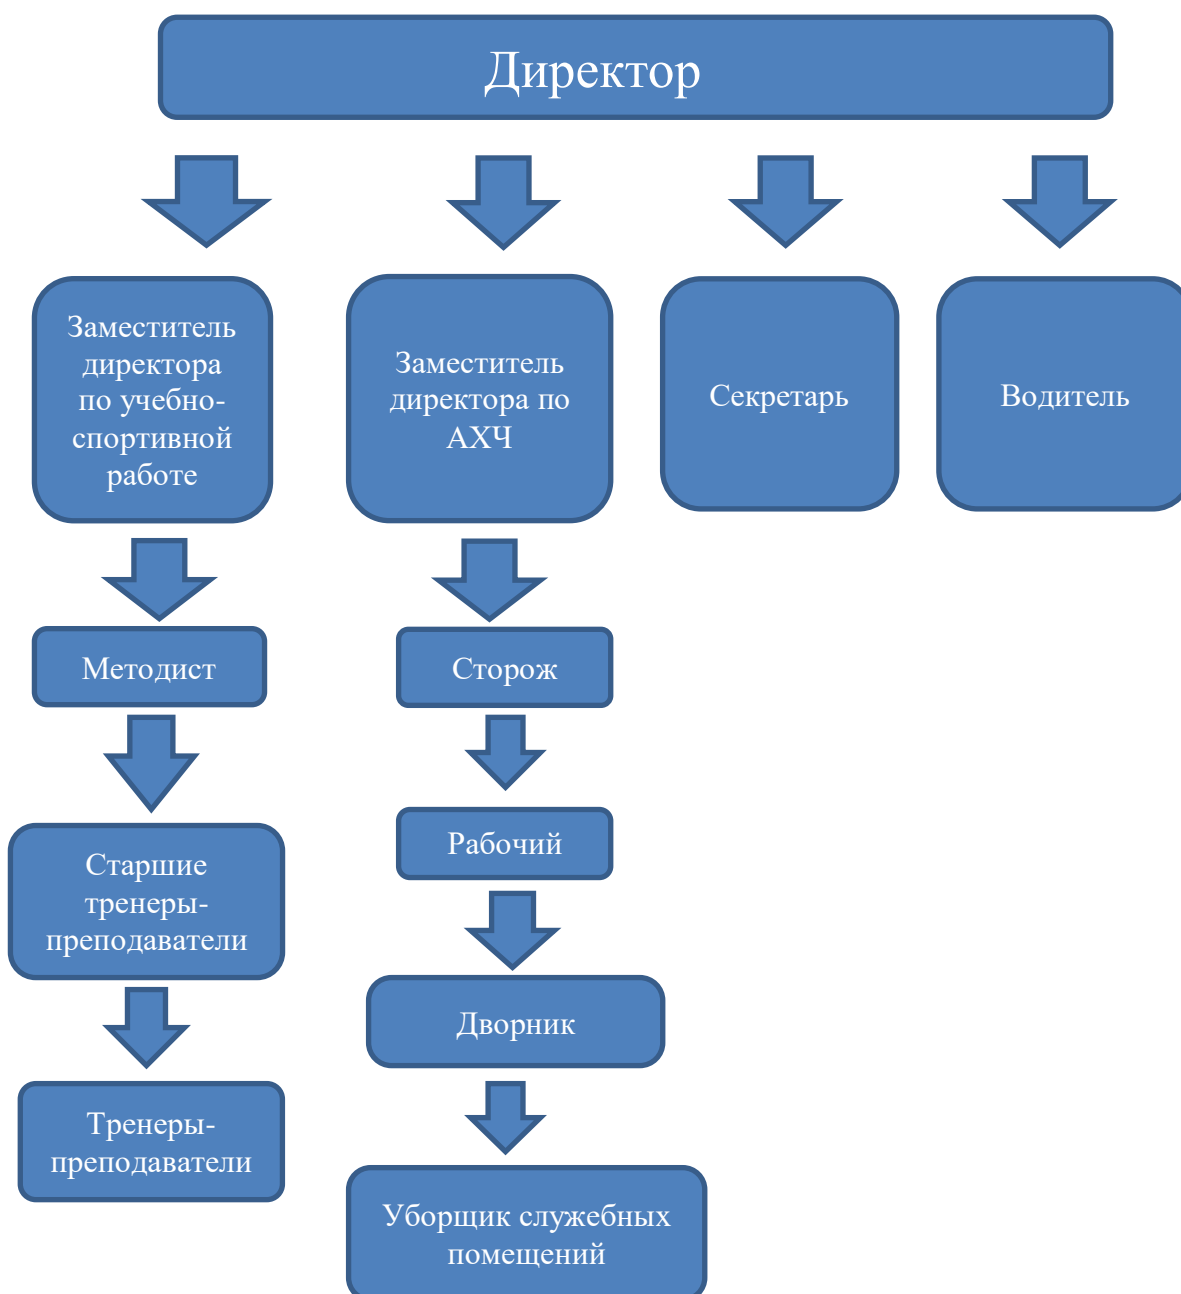 Директор
Заместитель
директора
по учебно-
спортивной
работе
Заместитель
директора по
АХЧ
Секретарь
Водитель
Методист
Сторож
Старшие
тренеры-
преподаватели
Рабочий
Дворник
Тренеры-
преподаватели
Уборщик служебных
помещений